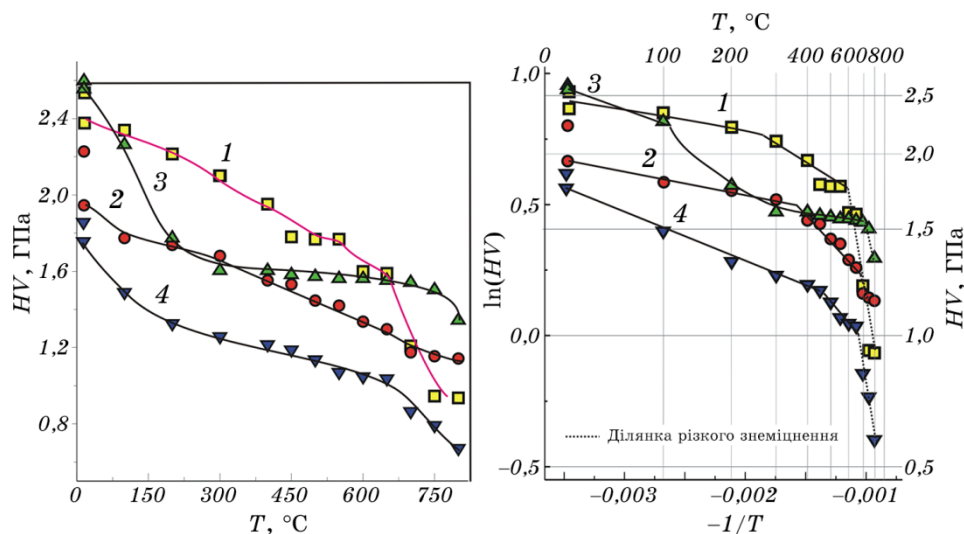 HV, ГПа
2,4
2,0
1,6
1,2
0,8
0 150 300 450 600 750
T, °C
1
2
3
4
T, °C
0 100 200 400 600 800
ln(HV)
1,0
0,5
0,0
−0,5
HV, ГПа
2,5
2,0
1,5
1,0
0,5
3
1
2
4
Ділянка різкого знеміцнення
−0,003 −0,002 −0,001
−1/T